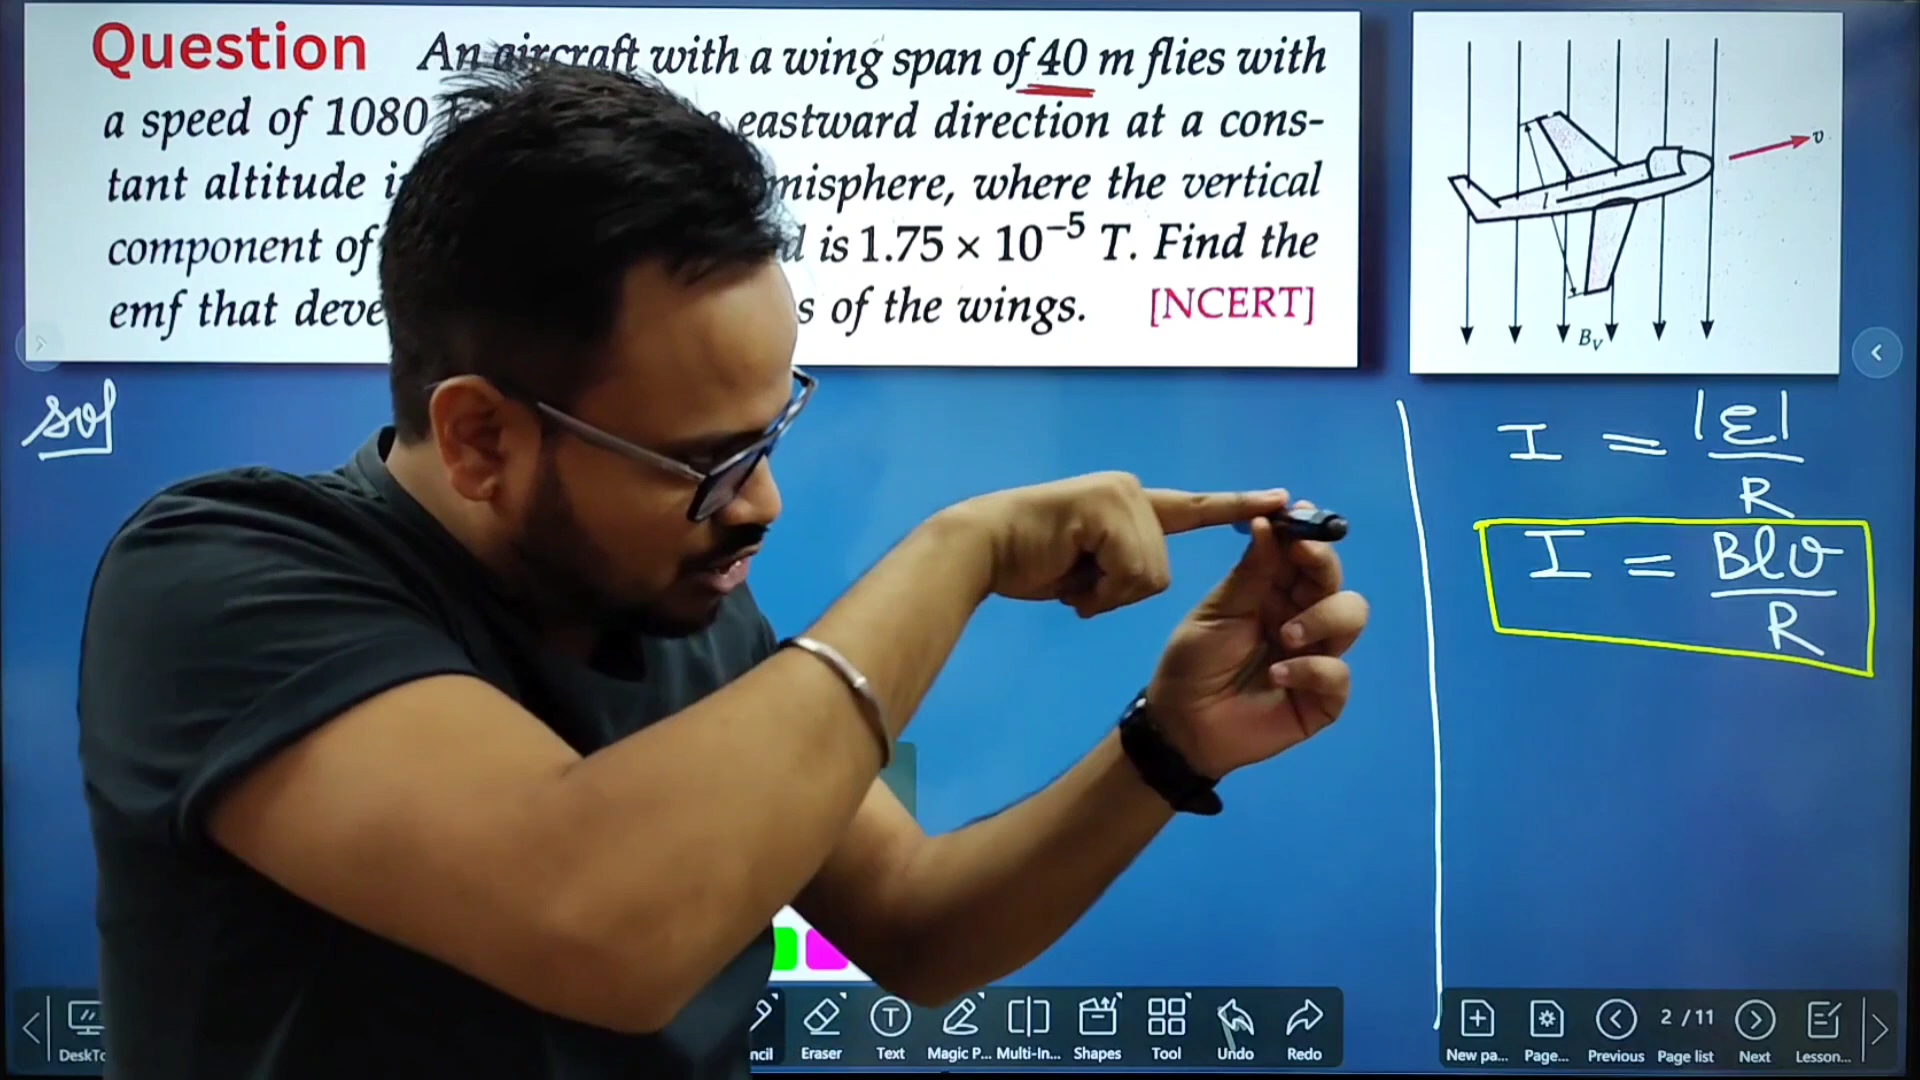 Question An aircraft with a wing span of 40 m flies with
a speed of 1080 eastward direction at a cons-
tant altitude misphere, where the vertical
component of is 1.75 × 10⁻⁵ T. Find the
emf that deve s of the wings. [NCERT]
v
l
Bv
sol
I = |ε|/R
I = Blv/R
DeskTo
ncil
Eraser
Text
Magic P...
Multi-In...
Shapes
Tool
Undo
Redo
New pa...
Page...
Previous
2 / 11
Page list
Next
Lesson...